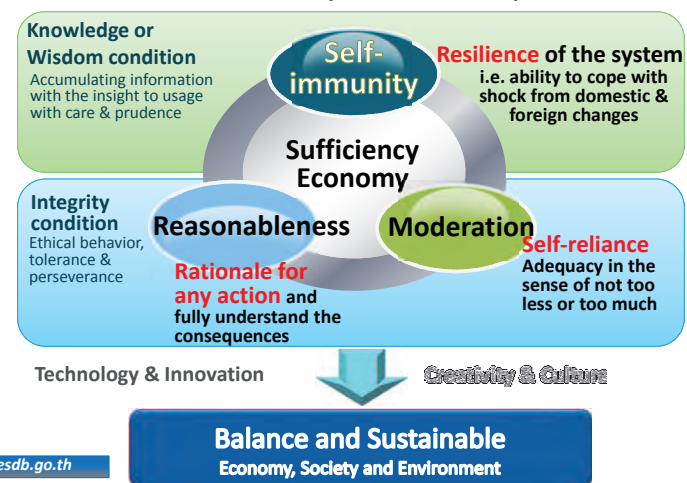 Knowledge or
Wisdom condition
Accumulating information
with the insight to usage
with care & prudence
Self-
immunity
Resilience of the system
i.e. ability to cope with
shock from domestic &
foreign changes
Sufficiency
Economy
Integrity
condition
Ethical behavior,
tolerance &
perseverance
Reasonableness
Rationale for
any action and
fully understand the
consequences
Moderation
Self-reliance
Adequacy in the
sense of not too
less or too much
Technology & Innovation
Creativity & Culture
Balance and Sustainable
Economy, Society and Environment
esdb.go.th